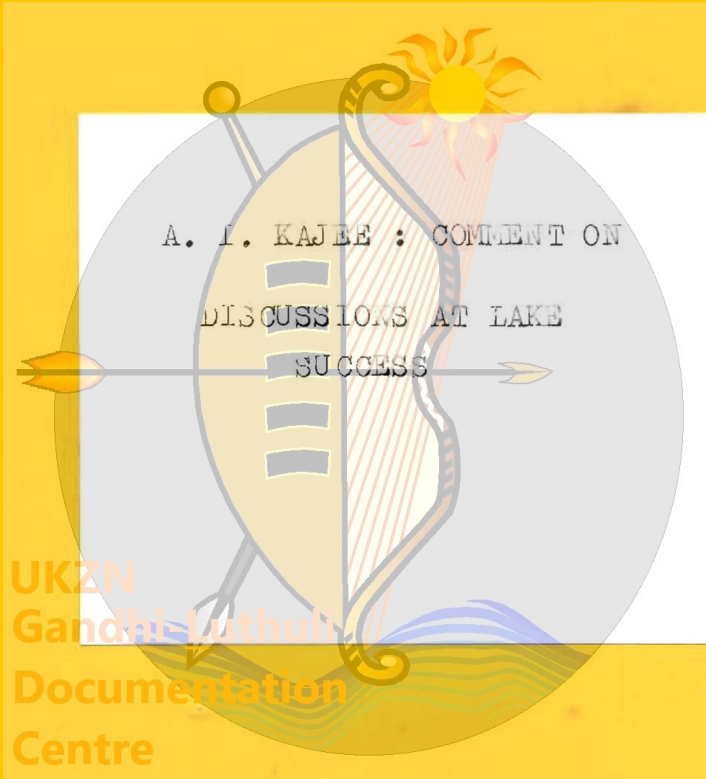 A. I. KAJEE : COMMENT ON
DISCUSSIONS AT LAKE
SUCCESS
UKZN
Gandhi-Luthuli
Documentation
Centre